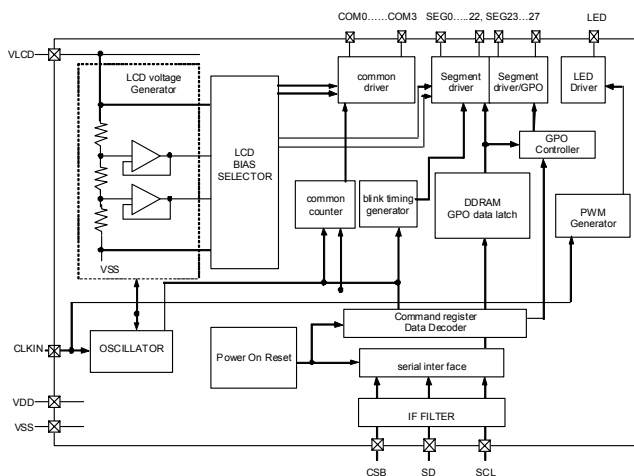 COM0……COM3 SEG0…..22, SEG23…27 LED
VLCD
LCD voltage
Generator
common
driver
Segment
driver
Segment
driver/GPO
LED
Driver
LCD
BIAS
SELECTOR
GPO
Controller
common
counter
blink timing
generator
DDRAM
GPO data latch
PWM
Generator
VSS
Command register
Data Decoder
CLKIN
OSCILLATOR
Power On Reset
serial inter face
VDD
VSS
IF FILTER
CSB SD SCL